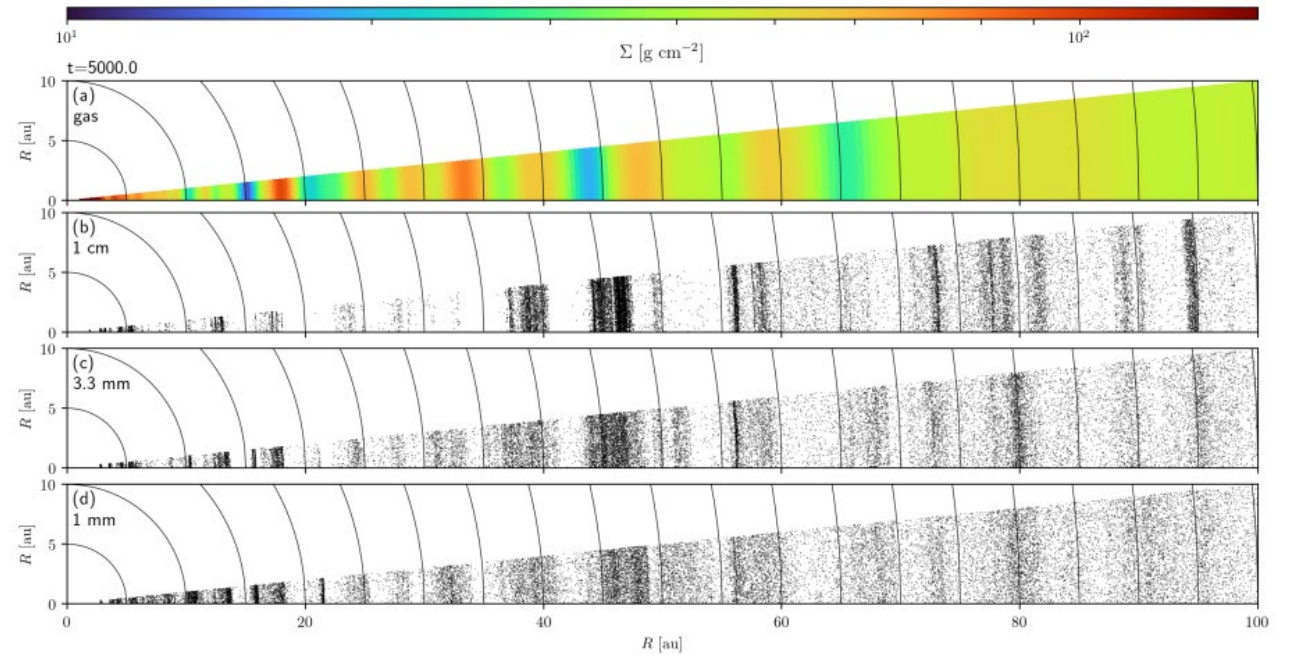 10¹ 10²
Σ [g cm⁻²]
t=5000.0
(a)
gas
10
5
0
R [au]
(b)
1 cm
10
5
0
R [au]
(c)
3.3 mm
10
5
0
R [au]
(d)
1 mm
10
5
0
R [au]
0 20 40 60 80 100
R [au]